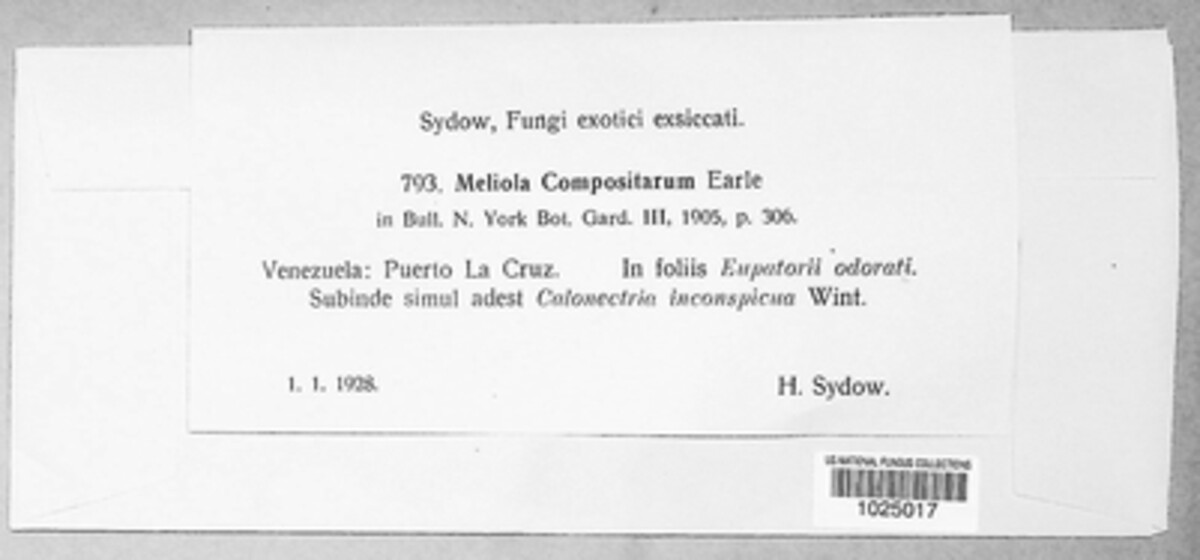 Sydow, Fungi exotici exsiccati.
793. Meliola Compositarum Earle
in Bull. N. York Bot. Gard. III, 1905, p. 306.
Venezuela: Puerto La Cruz. In foliis Eupatorii odorati.
Subinde simul adest Calonectria inconspicua Wint.
1. 1. 1928. H. Sydow.
US NATIONAL FUNGUS COLLECTIONS
1025017